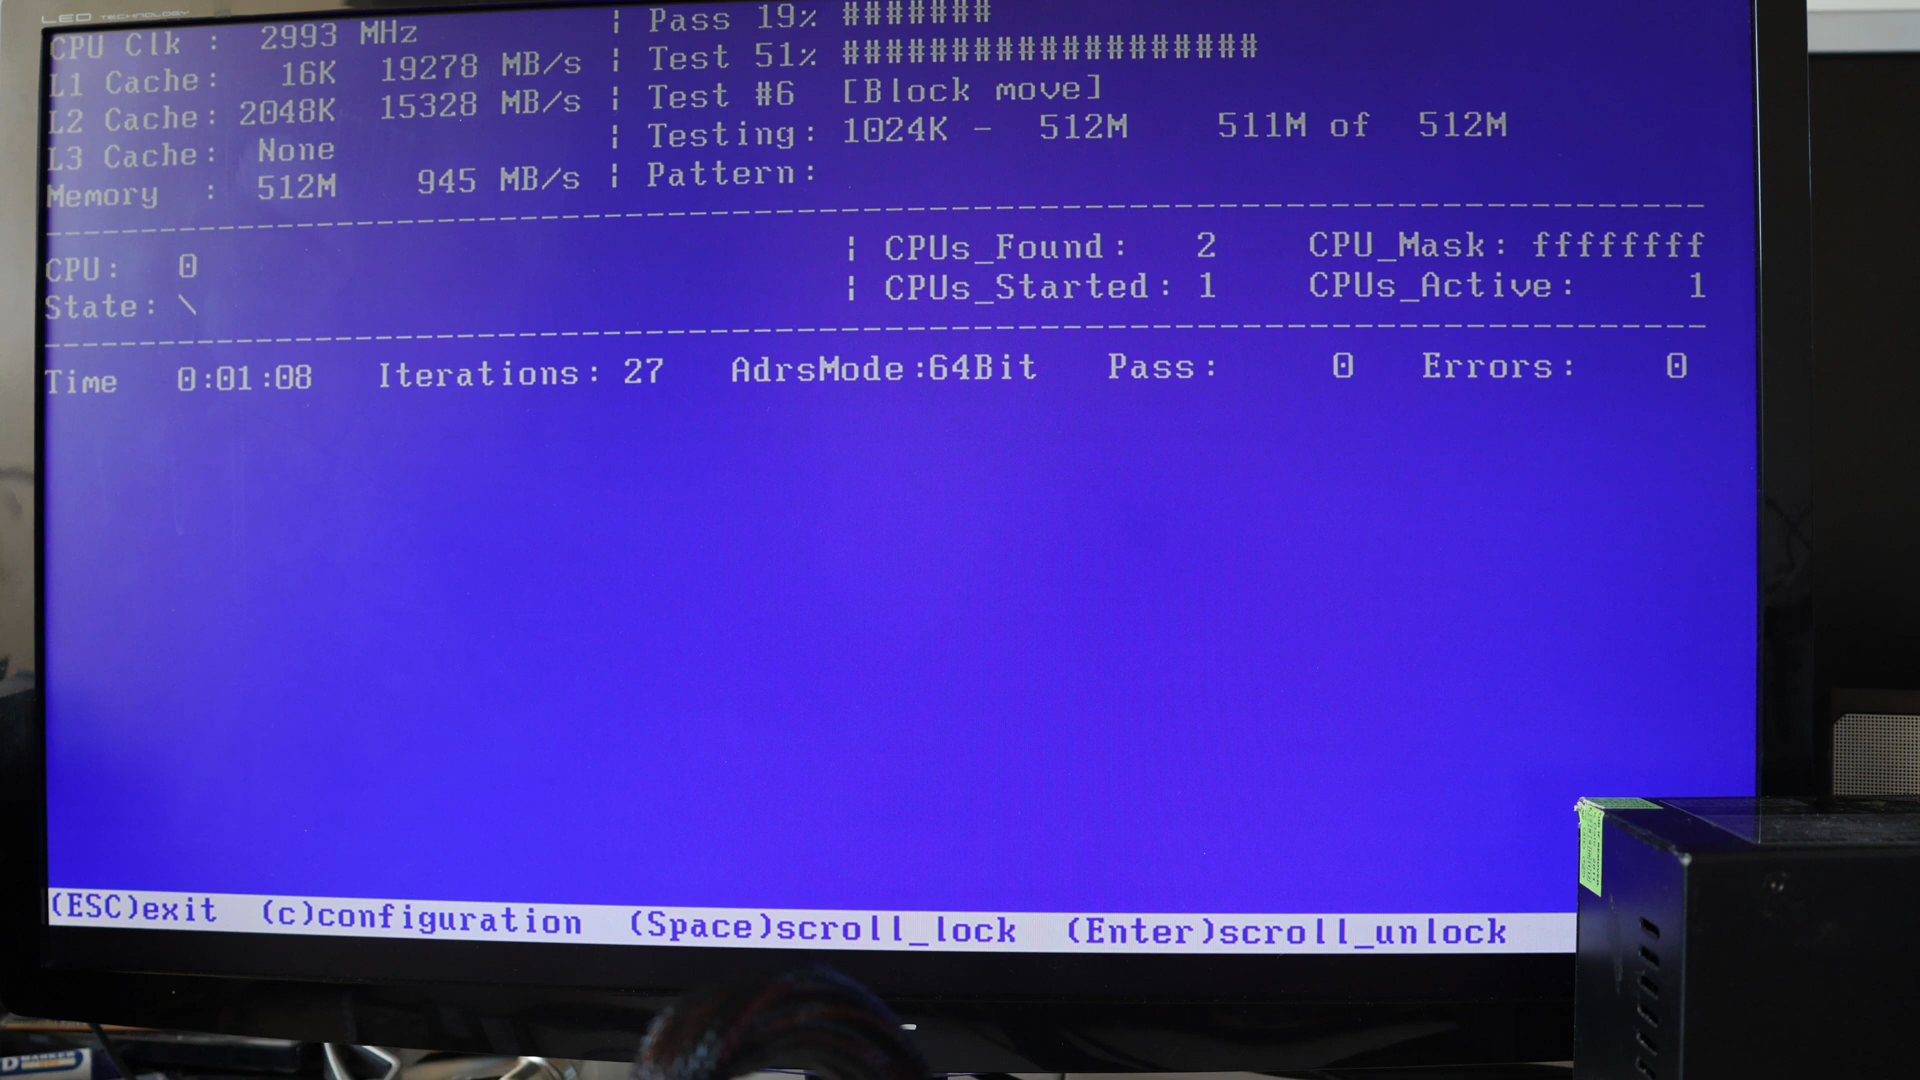 LED TECHNOLOGY
CPU Clk : 2993 MHz | Pass 19% #######
L1 Cache: 16K 19278 MB/s | Test 51% ###################
L2 Cache: 2048K 15328 MB/s | Test #6 [Block move]
L3 Cache: None | Testing: 1024K - 512M 511M of 512M
Memory : 512M 945 MB/s | Pattern:
CPU: 0 | CPUs_Found: 2 CPU_Mask: ffffffff
State: \ | CPUs_Started: 1 CPUs_Active: 1
Time 0:01:08 Iterations: 27 AdrsMode:64Bit Pass: 0 Errors: 0
(ESC)exit (c)configuration (Space)scroll_lock (Enter)scroll_unlock